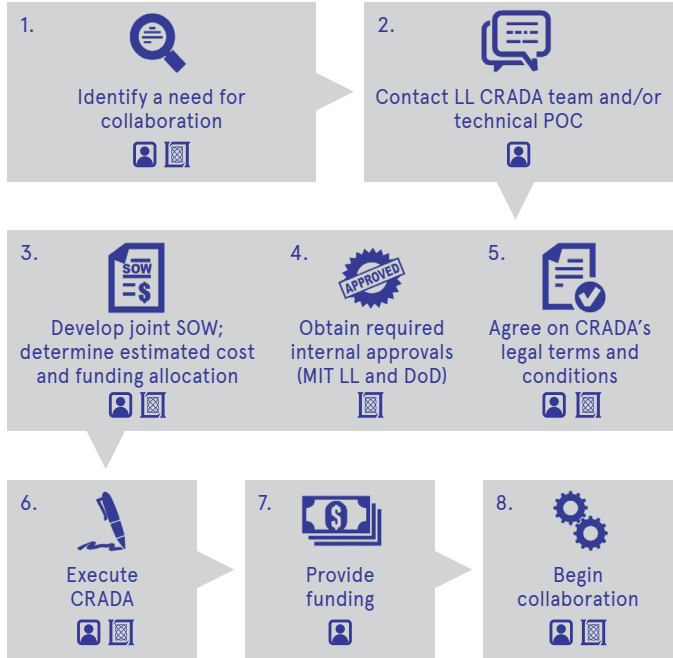 1.
Identify a need for
collaboration
2.
Contact LL CRADA team and/or
technical POC
3.
SOW
$
Develop joint SOW;
determine estimated cost
and funding allocation
4.
APPROVED
Obtain required
internal approvals
(MIT LL and DoD)
5.
Agree on CRADA’s
legal terms and
conditions
6.
Execute
CRADA
7.
$
Provide
funding
8.
Begin
collaboration